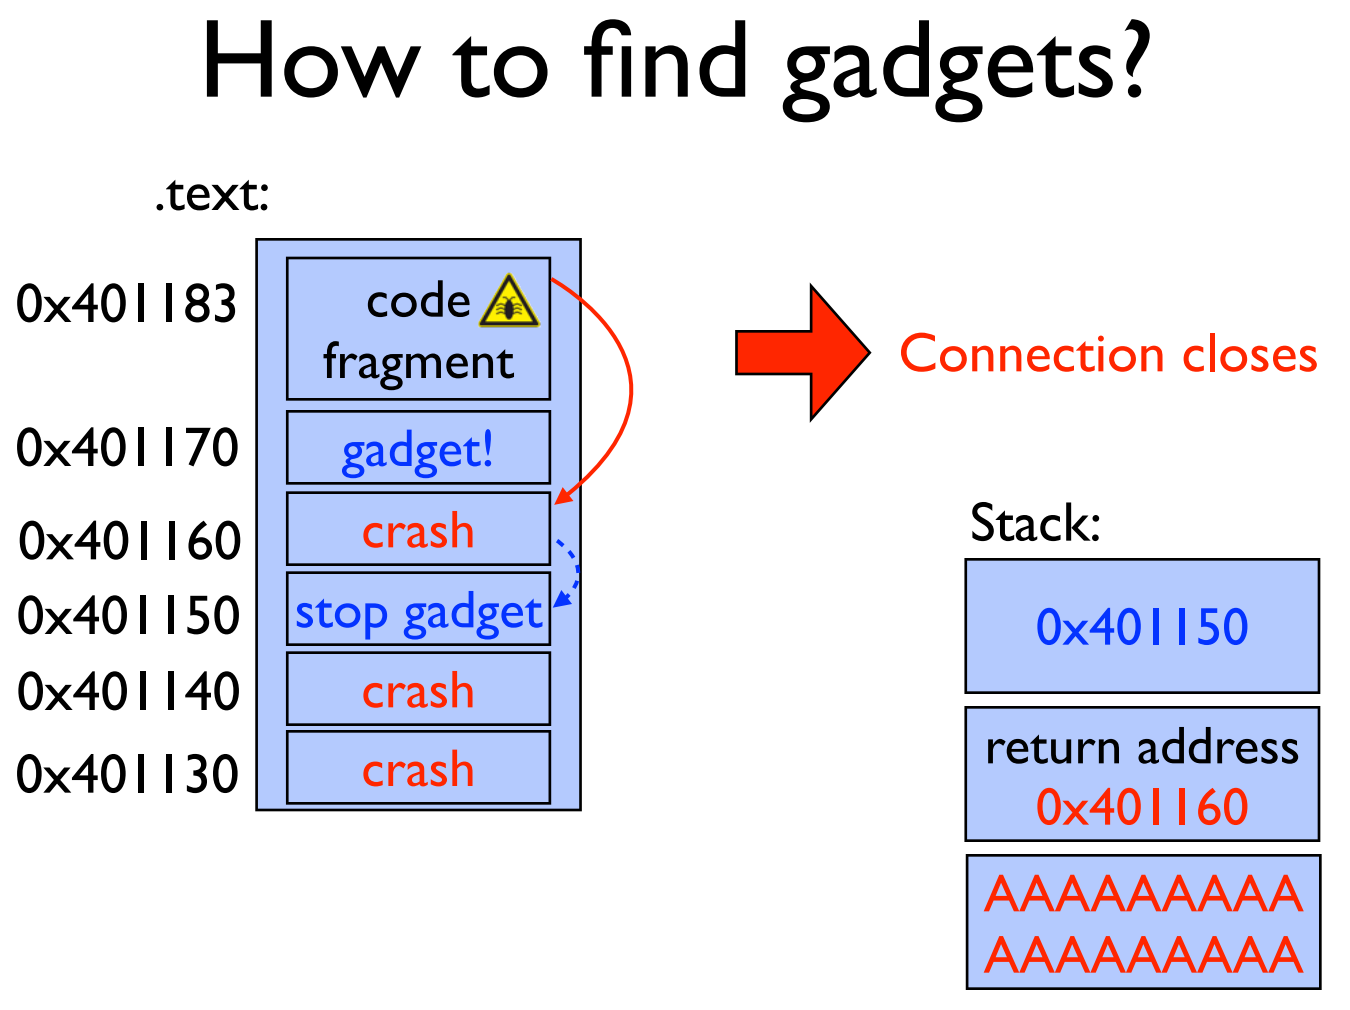 How to find gadgets?
.text:
0x401183
code
fragment
0x401170
gadget!
0x401160
crash
0x401150
stop gadget
0x401140
crash
0x401130
crash
Connection closes
Stack:
0x401150
return address
0x401160
AAAAAAAAA
AAAAAAAAA